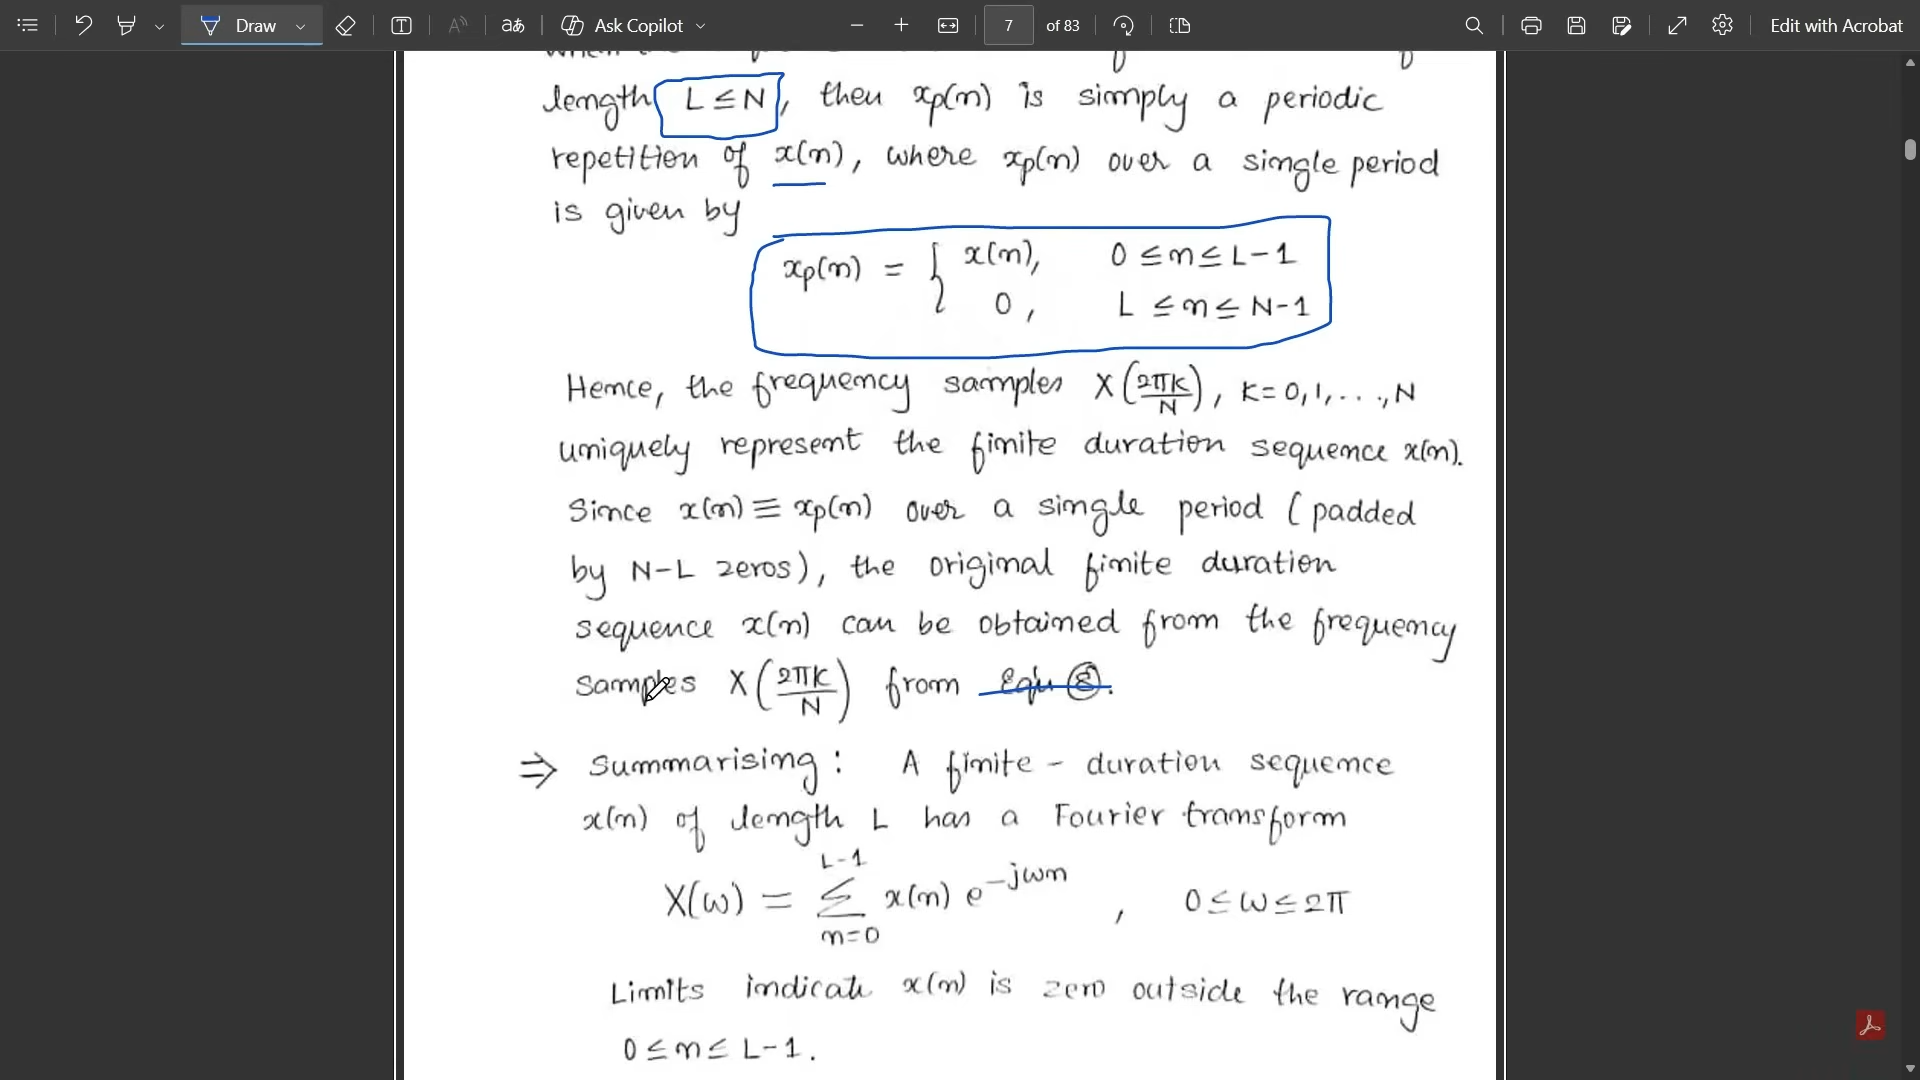 Draw
aあ
Ask Copilot
7 of 83
Edit with Acrobat
length L ≤ N, then xp(n) is simply a periodic
repetition of x(n), where xp(n) over a single period
is given by
xp(n) = { x(n), 0 ≤ n ≤ L-1
0, L ≤ n ≤ N-1
Hence, the frequency samples X(2πk/N), k=0,1,...,N
uniquely represent the finite duration sequence x(n).
Since x(n) ≡ xp(n) over a single period (padded
by N-L zeros), the original finite duration
sequence x(n) can be obtained from the frequency
samples X(2πk/N) from Equ ⑧.
⇒ Summarising: A finite-duration sequence
x(n) of length L has a Fourier transform
L-1
X(ω) = Σ x(n) e^-jωn, 0 ≤ ω ≤ 2π
n=0
Limits indicate x(n) is zero outside the range
0 ≤ n ≤ L-1.